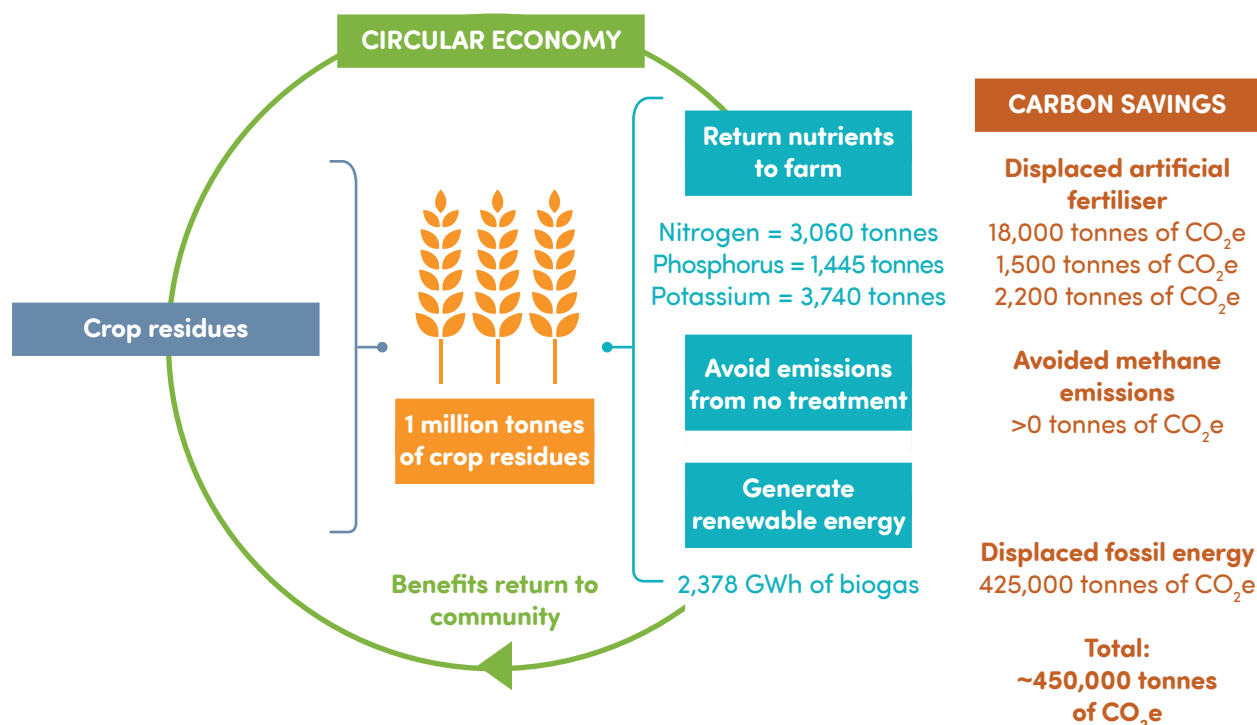 CIRCULAR ECONOMY
Crop residues
1 million tonnes
of crop residues
Return nutrients
to farm
Nitrogen = 3,060 tonnes
Phosphorus = 1,445 tonnes
Potassium = 3,740 tonnes
Avoid emissions
from no treatment
Generate
renewable energy
2,378 GWh of biogas
Benefits return to
community
CARBON SAVINGS
Displaced artificial
fertiliser
18,000 tonnes of CO₂e
1,500 tonnes of CO₂e
2,200 tonnes of CO₂e
Avoided methane
emissions
>0 tonnes of CO₂e
Displaced fossil energy
425,000 tonnes of CO₂e
Total:
~450,000 tonnes
of CO₂e